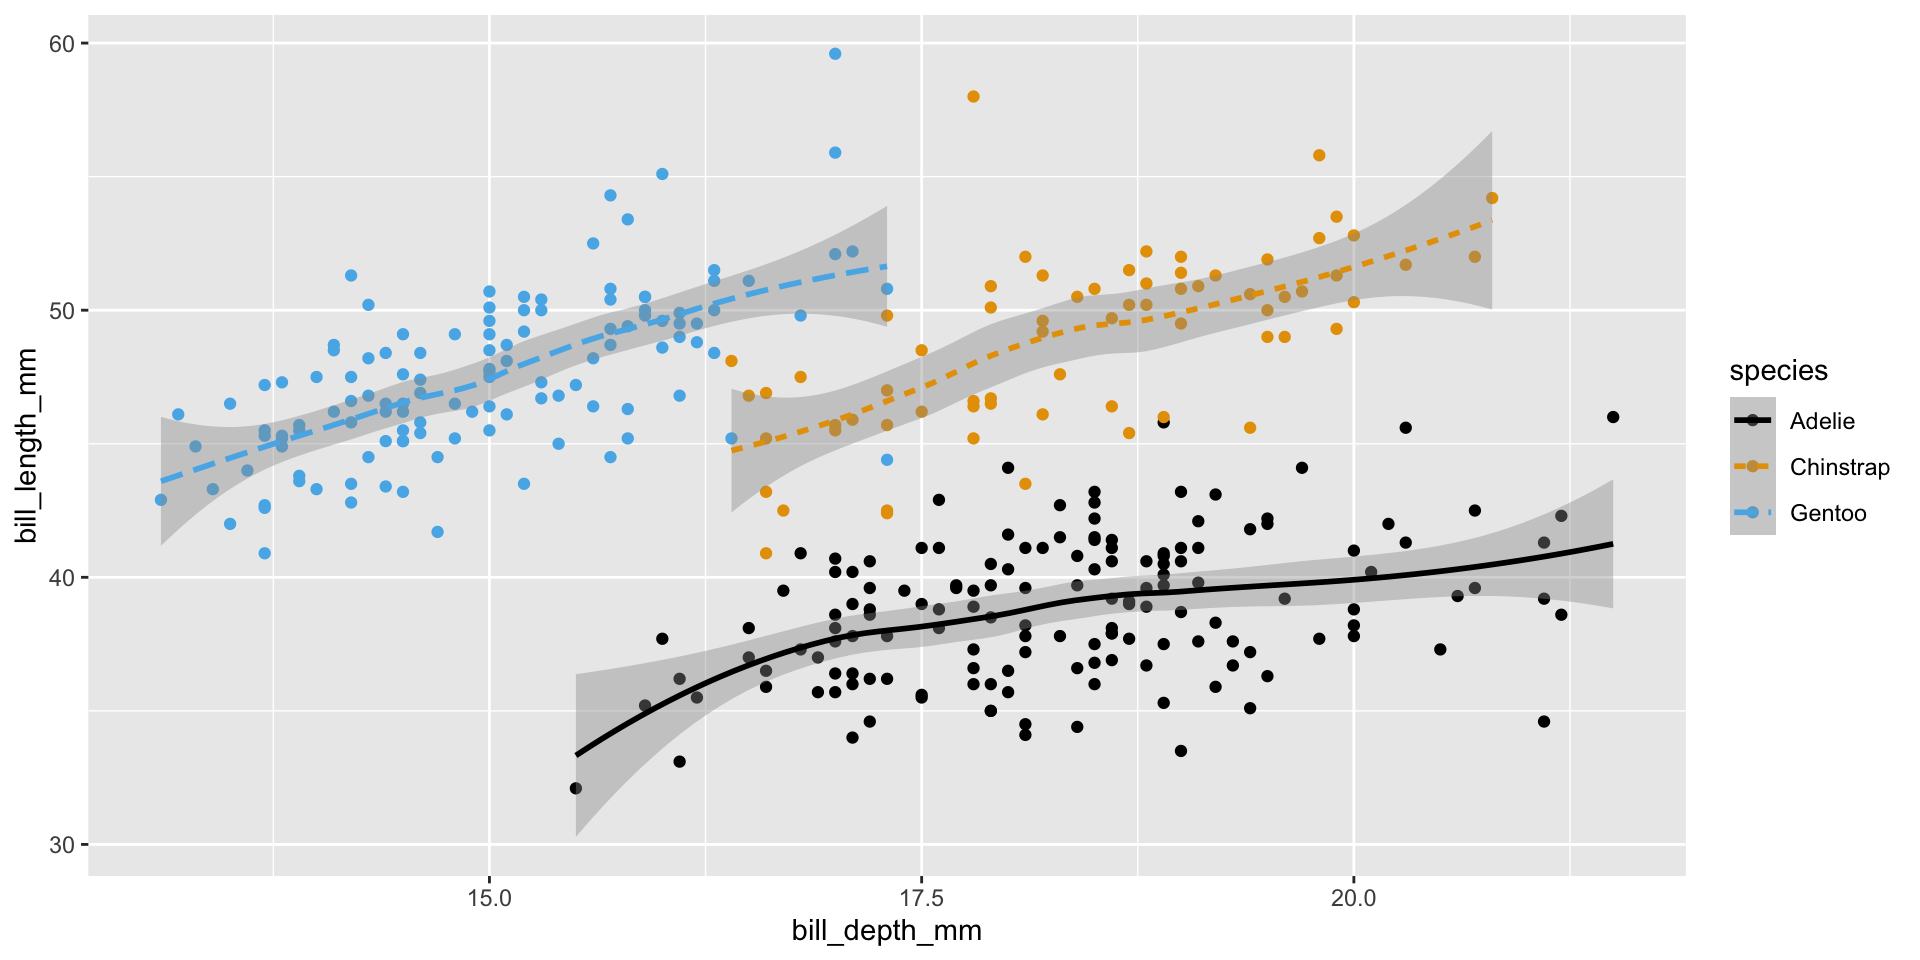 60
50
40
30
bill_length_mm
15.0
17.5
20.0
bill_depth_mm
species
Adelie
Chinstrap
Gentoo